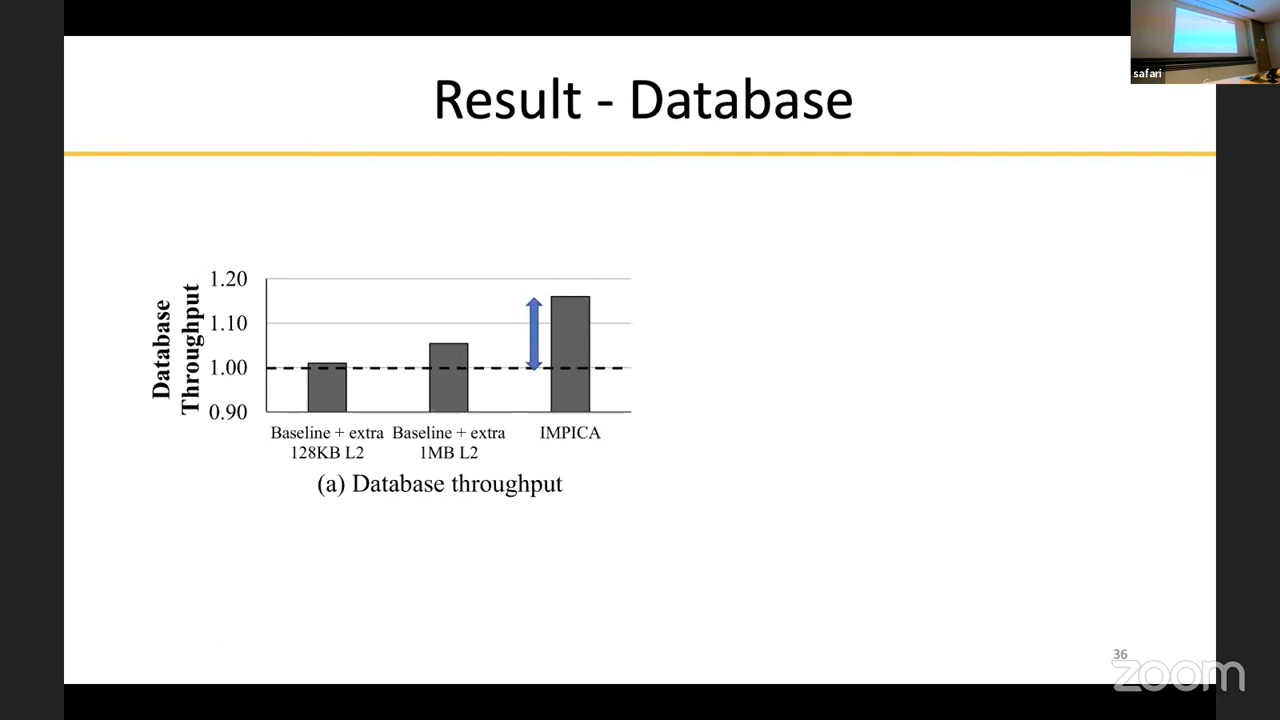 safari
Result - Database
Database
Throughput
1.20
1.10
1.00
0.90
Baseline + extra
128KB L2
Baseline + extra
1MB L2
IMPICA
(a) Database throughput
36
zoom